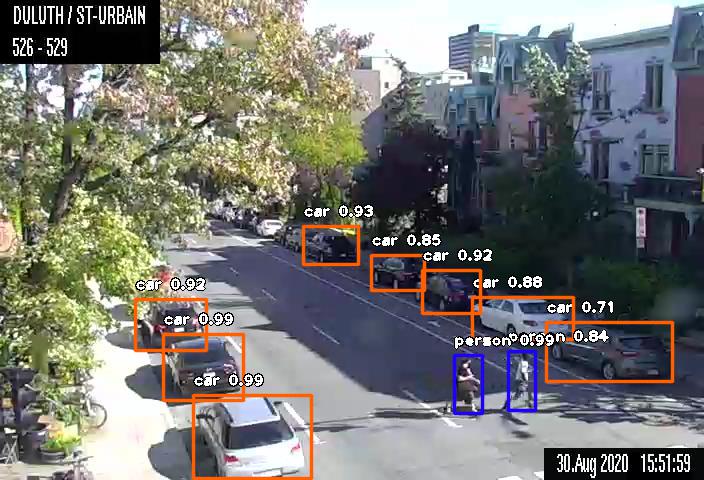 DULUTH / ST-URBAIN
526 - 529
car 0.93
car 0.85
car 0.92
car 0.88
car 0.92
car 0.71
car 0.99
person 0.99
0.84
car 0.99
30.Aug 2020 15:51:59